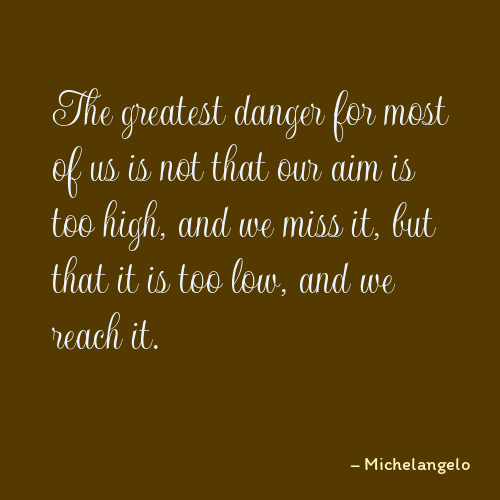 The greatest danger for most
of us is not that our aim is
too high, and we miss it, but
that it is too low, and we
reach it.
– Michelangelo